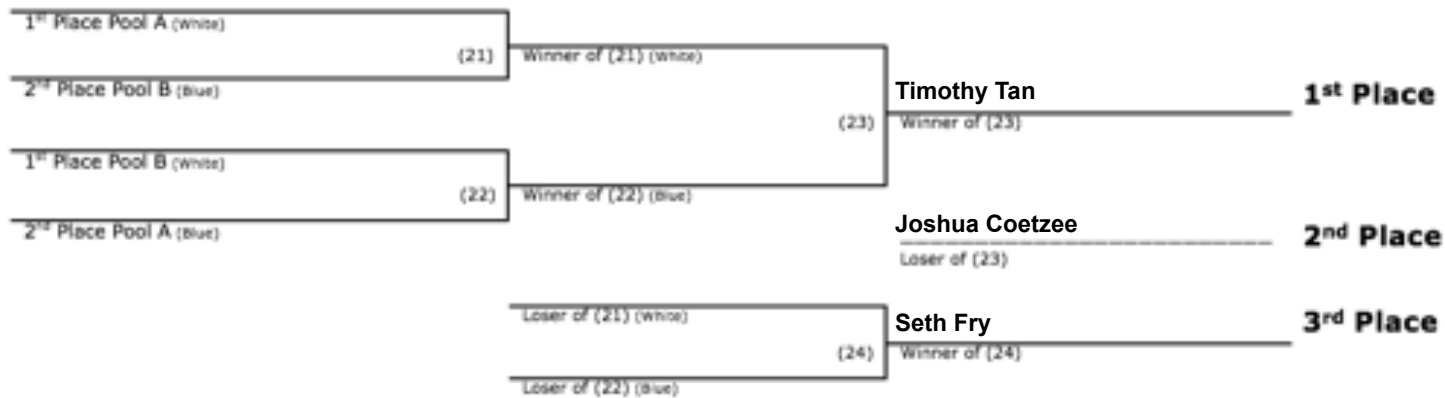 1st Place Pool A (White)
(21)
Winner of (21) (White)
2nd Place Pool B (Blue)
Timothy Tan
1st Place
(23)
Winner of (23)
1st Place Pool B (White)
(22)
Winner of (22) (Blue)
2nd Place Pool A (Blue)
Joshua Coetzee
2nd Place
Loser of (23)
Loser of (21) (White)
Seth Fry
3rd Place
(24)
Winner of (24)
Loser of (22) (Blue)